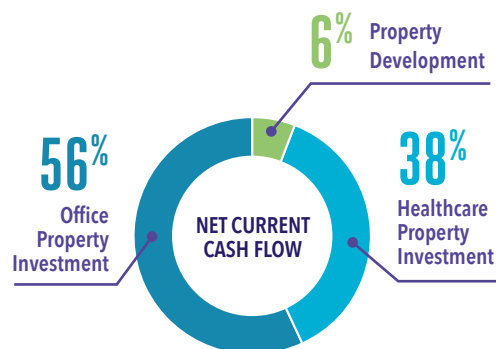 6%
Property
Development
56%
Office
Property
Investment
NET CURRENT
CASH FLOW
38%
Healthcare
Property
Investment